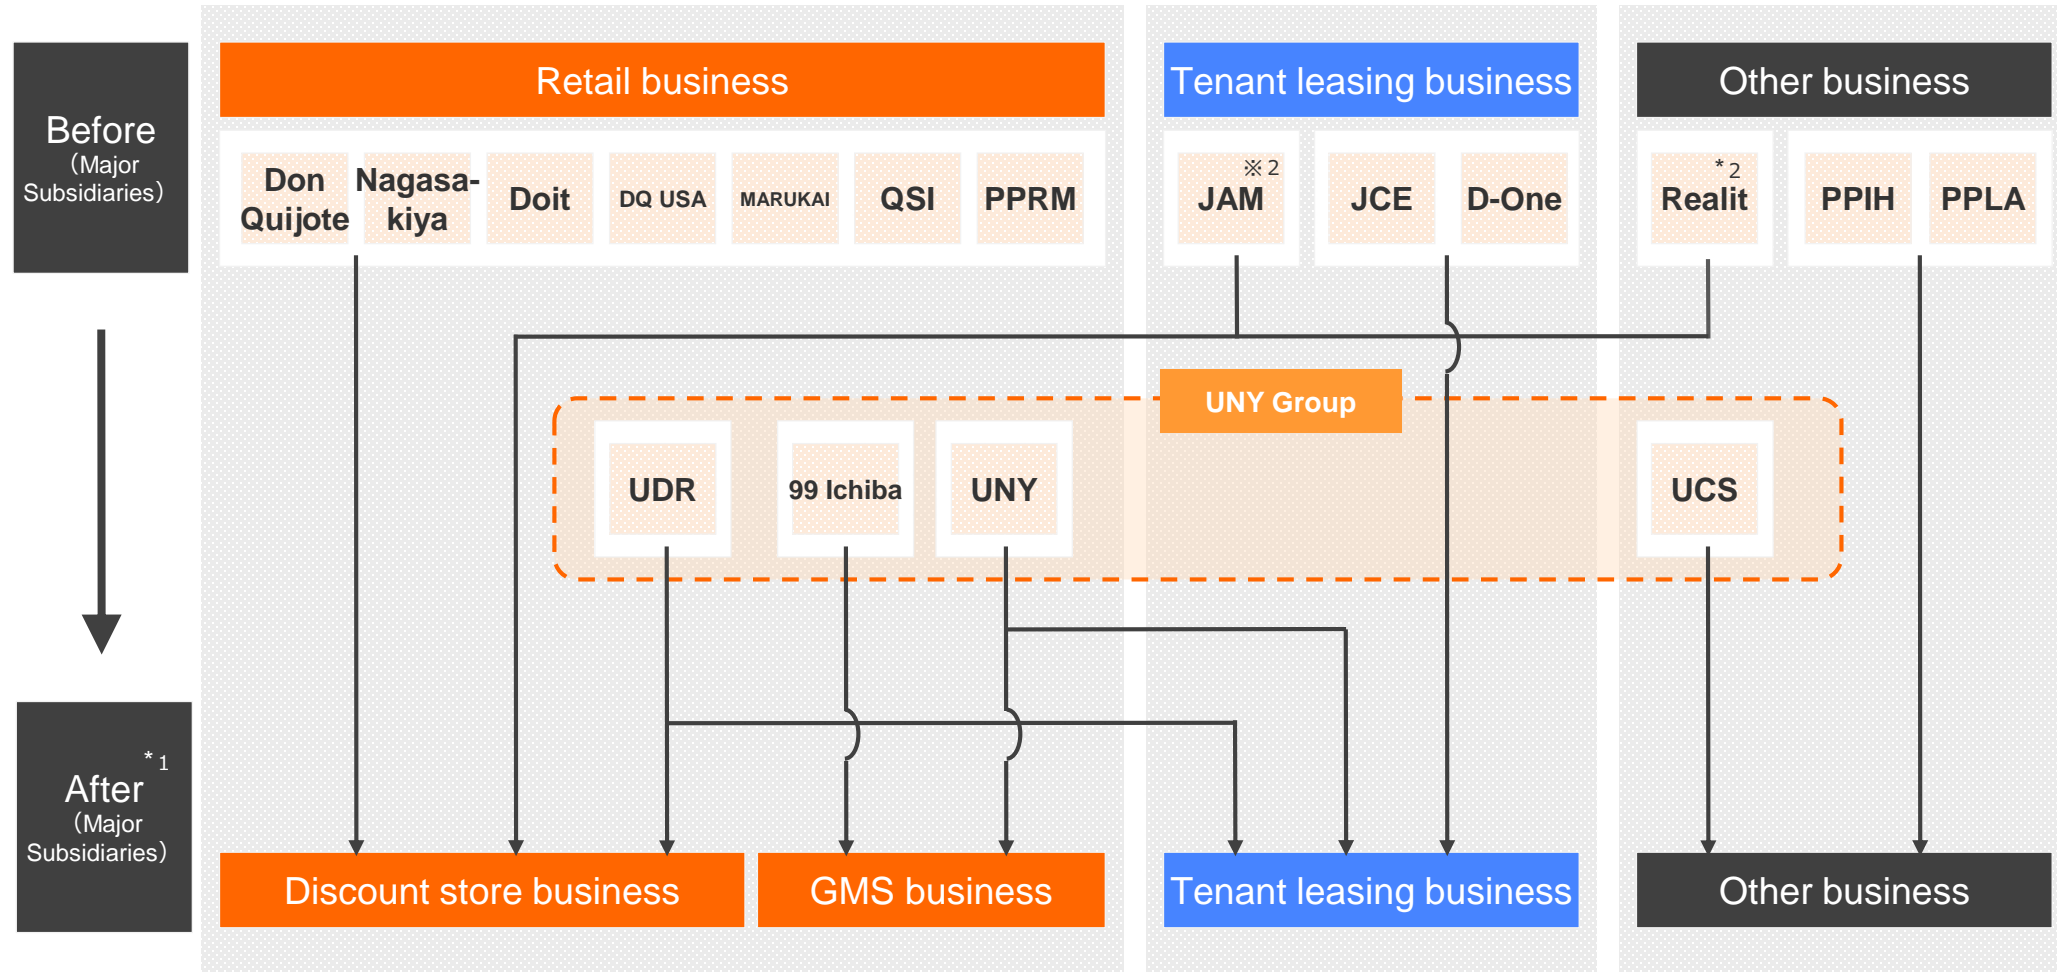 Before
（Major
Subsidiaries）
Retail business
Tenant leasing business
Other business
Don
Quijote
Nagasa-
kiya
Doit
DQ USA
MARUKAI
QSI
PPRM
※2
JAM
JCE
D-One
*2
Realit
PPIH
PPLA
UNY Group
UDR
99 Ichiba
UNY
UCS
*1
After
（Major
Subsidiaries）
Discount store business
GMS business
Tenant leasing business
Other business